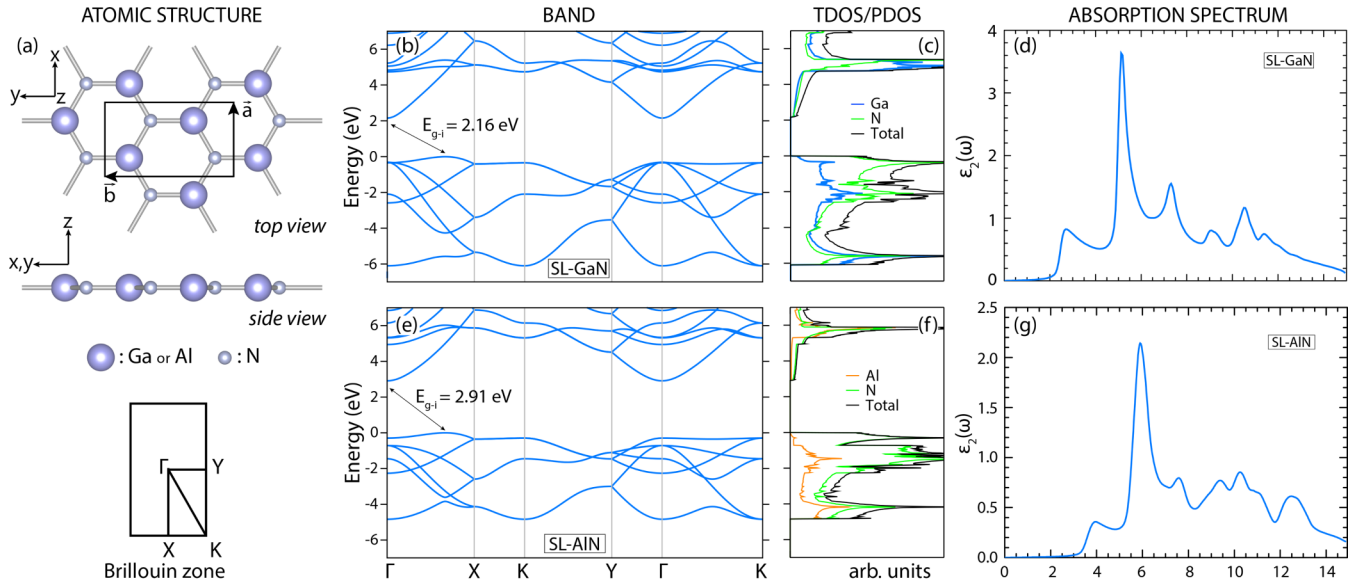 ATOMIC STRUCTURE
BAND
TDOS/PDOS
ABSORPTION SPECTRUM
(a)
x
y
z
a
b
top view
z
x,y
side view
: Ga or Al
: N
Γ
Y
X
K
Brillouin zone
Energy (eV)
6
4
2
0
-2
-4
-6
(b)
E g-i = 2.16 eV
SL-GaN
(c)
Ga
N
Total
ε2(ω)
4
3
2
1
0
(d)
SL-GaN
Energy (eV)
6
4
2
0
-2
-4
-6
(e)
E g-i = 2.91 eV
SL-AlN
Γ
X
K
Y
Γ
K
(f)
Al
N
Total
arb. units
ε2(ω)
2.5
2.0
1.5
1.0
0.5
0.0
(g)
SL-AlN
0 2 4 6 8 10 12 14